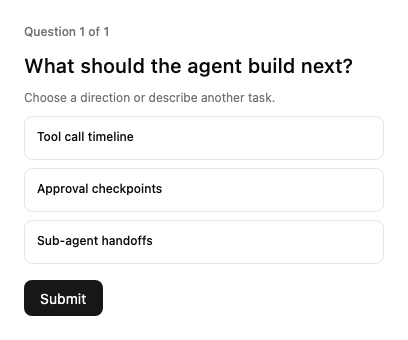 Question 1 of 1
What should the agent build next?
Choose a direction or describe another task.
Tool call timeline
Approval checkpoints
Sub-agent handoffs
Submit